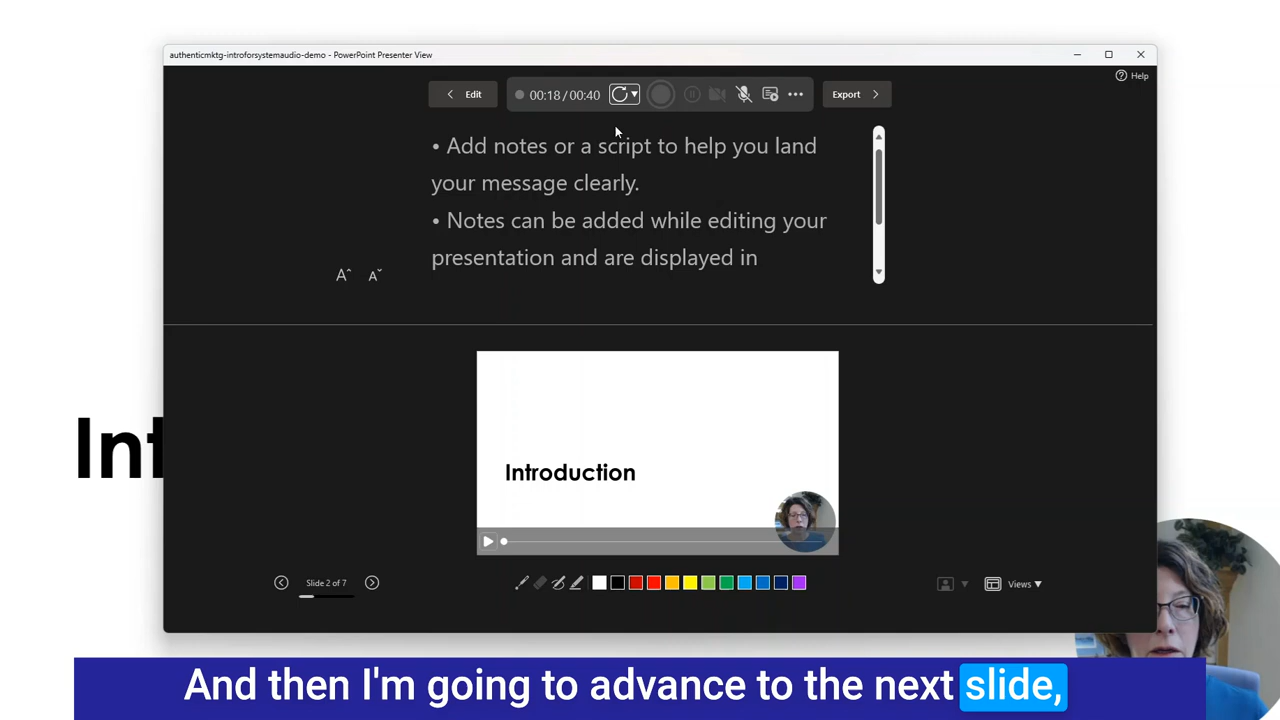 authenticmktg-introforsystemaudio-demo - PowerPoint Presenter View
Help
Edit
00:18 / 00:40
Export
• Add notes or a script to help you land
your message clearly.
• Notes can be added while editing your
presentation and are displayed in
A A
Int
Introduction
Slide 2 of 7
Views
And then I'm going to advance to the next slide,